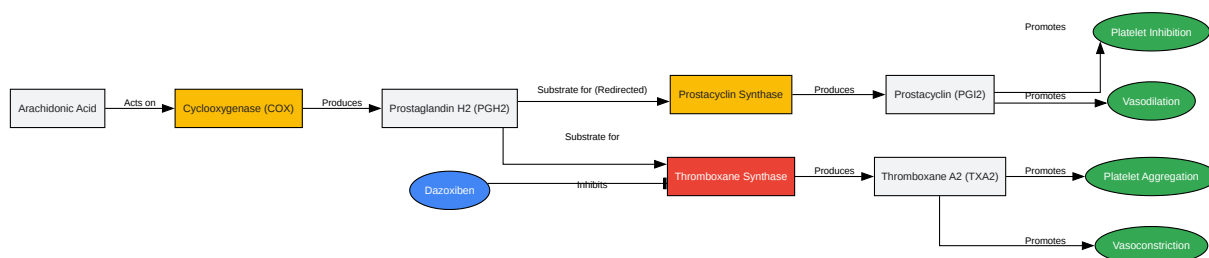 Promotes
Platelet Inhibition
Arachidonic Acid
Acts on
Cyclooxygenase (COX)
Produces
Prostaglandin H2 (PGH2)
Substrate for (Redirected)
Prostacyclin Synthase
Produces
Prostacyclin (PGI2)
Promotes
Vasodilation
Substrate for
Dazoxiben
Inhibits
Thromboxane Synthase
Produces
Thromboxane A2 (TXA2)
Promotes
Platelet Aggregation
Promotes
Vasoconstriction